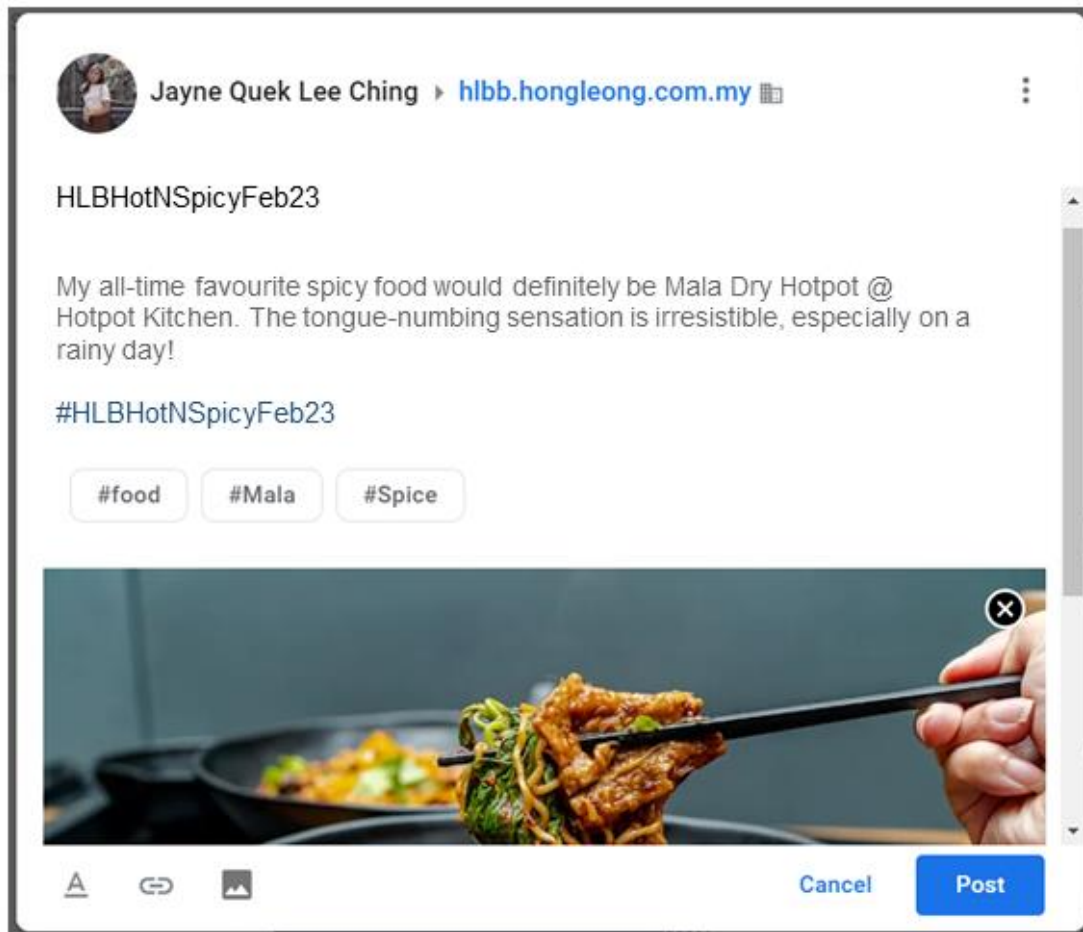 Jayne Quek Lee Ching ▸ hlbb.hongleong.com.my
HLBHotNSpicyFeb23
My all-time favourite spicy food would definitely be Mala Dry Hotpot @
Hotpot Kitchen. The tongue-numbing sensation is irresistible, especially on a
rainy day!
#HLBHotNSpicyFeb23
#food #Mala #Spice
A
Cancel Post